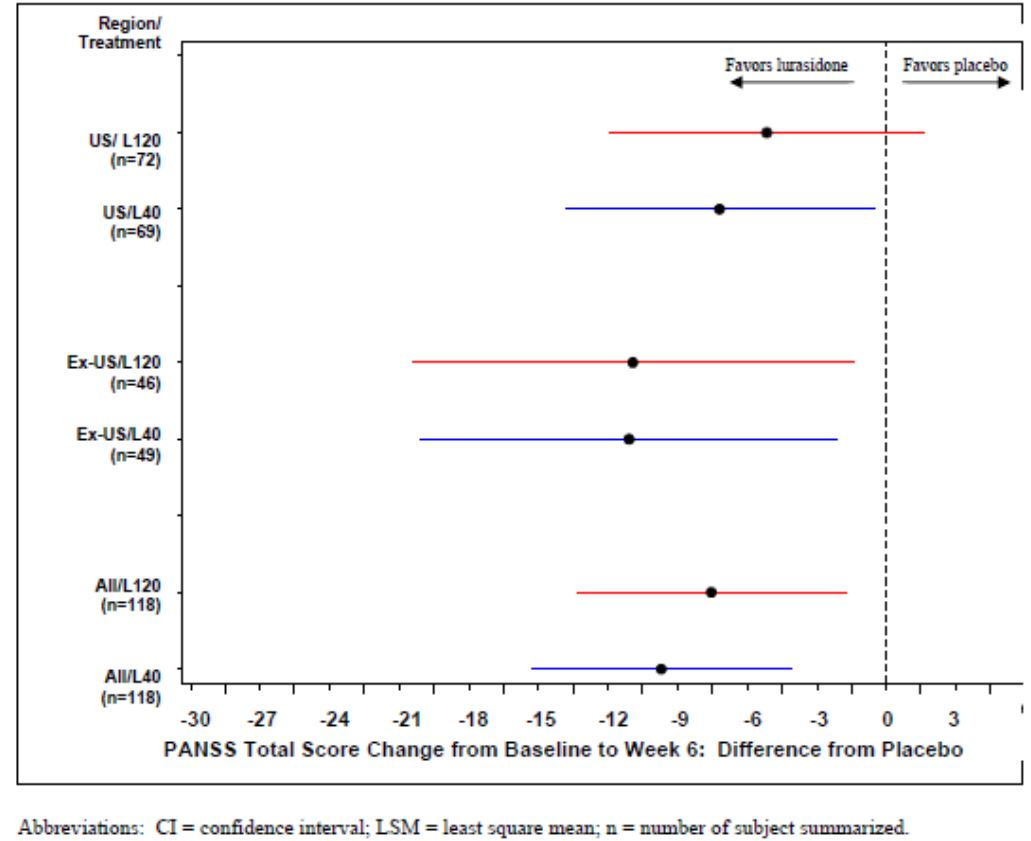 Region/
Treatment
Favors lurasidone
Favors placebo
US/ L120
(n=72)
US/L40
(n=69)
Ex-US/L120
(n=46)
Ex-US/L40
(n=49)
All/L120
(n=118)
All/L40
(n=118)
-30 -27 -24 -21 -18 -15 -12 -9 -6 -3 0 3
PANSS Total Score Change from Baseline to Week 6: Difference from Placebo
Abbreviations: CI = confidence interval; LSM = least square mean; n = number of subject summarized.